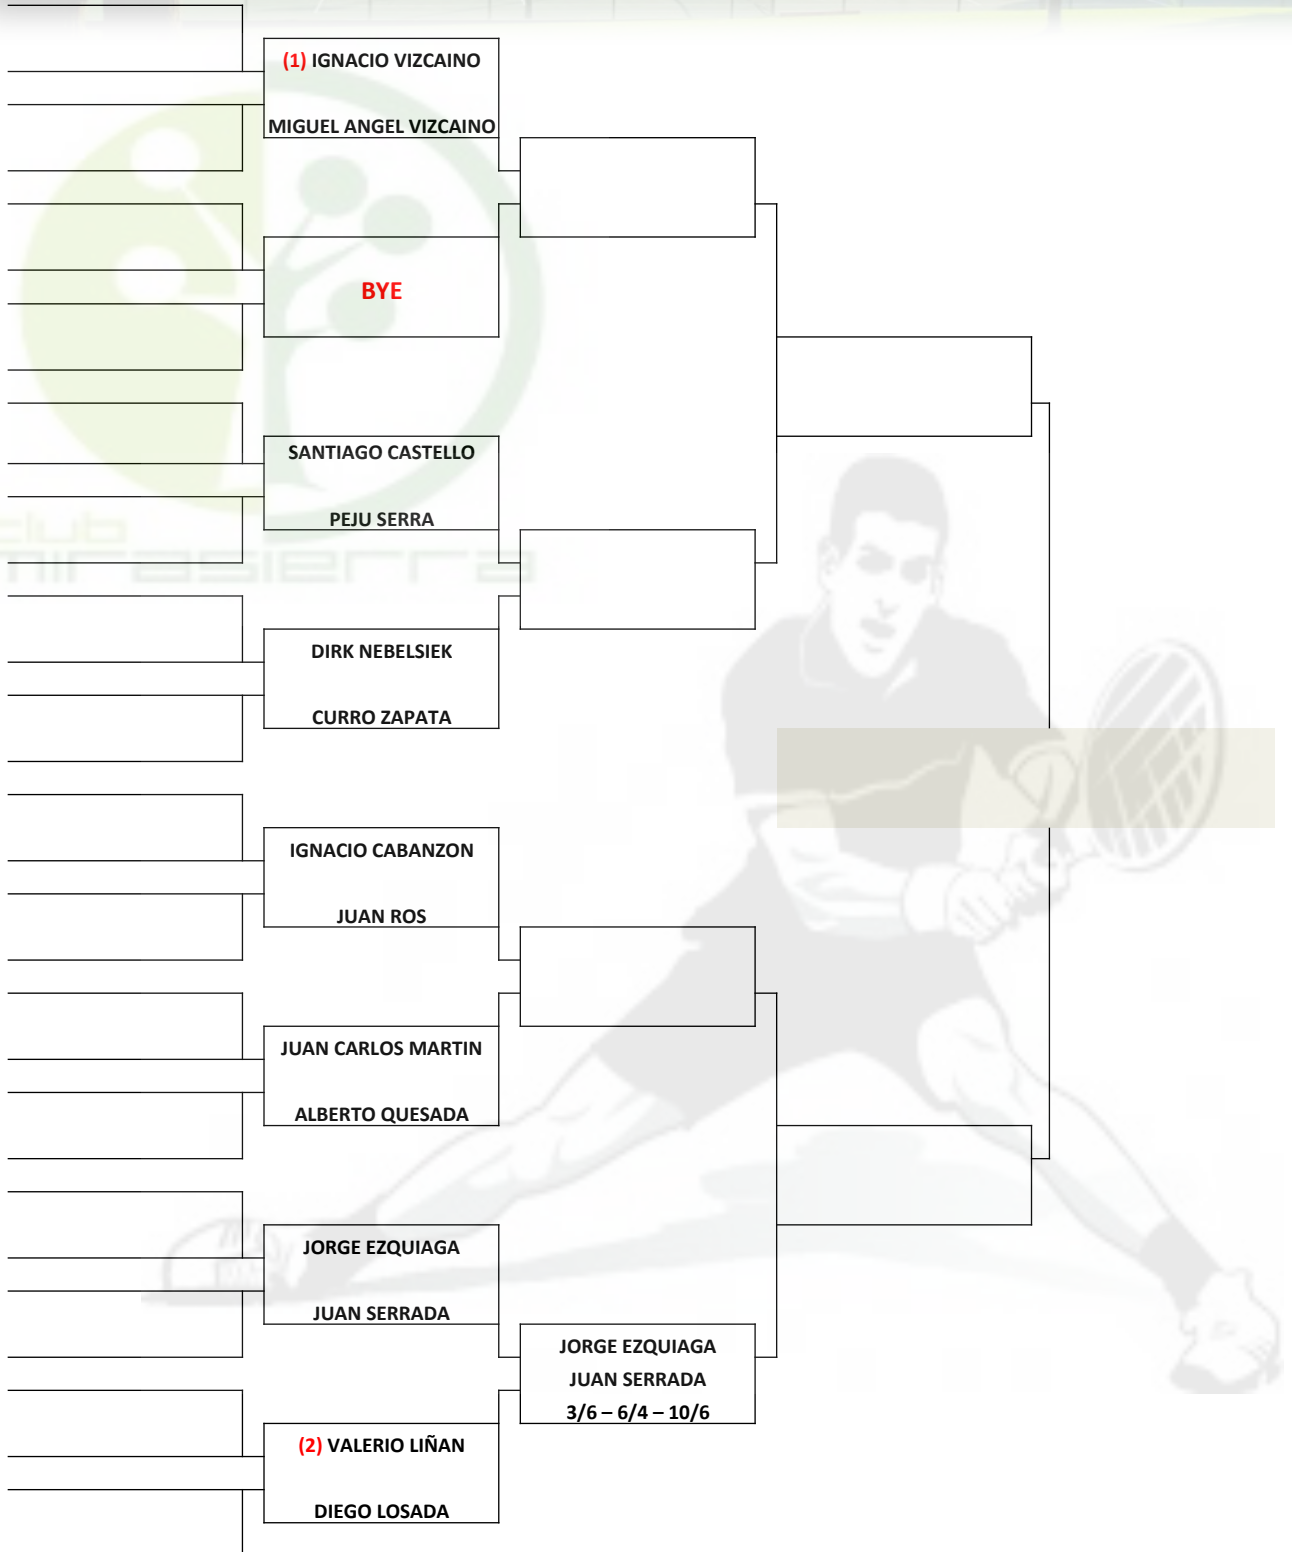 (1) IGNACIO VIZCAINO
MIGUEL ANGEL VIZCAINO
BYE
SANTIAGO CASTELLO
PEJU SERRA
club
mirasierra
DIRK NEBELSIEK
CURRO ZAPATA
IGNACIO CABANZON
JUAN ROS
JUAN CARLOS MARTIN
ALBERTO QUESADA
JORGE EZQUIAGA
JUAN SERRADA
JORGE EZQUIAGA
JUAN SERRADA
3/6 – 6/4 – 10/6
(2) VALERIO LIÑAN
DIEGO LOSADA